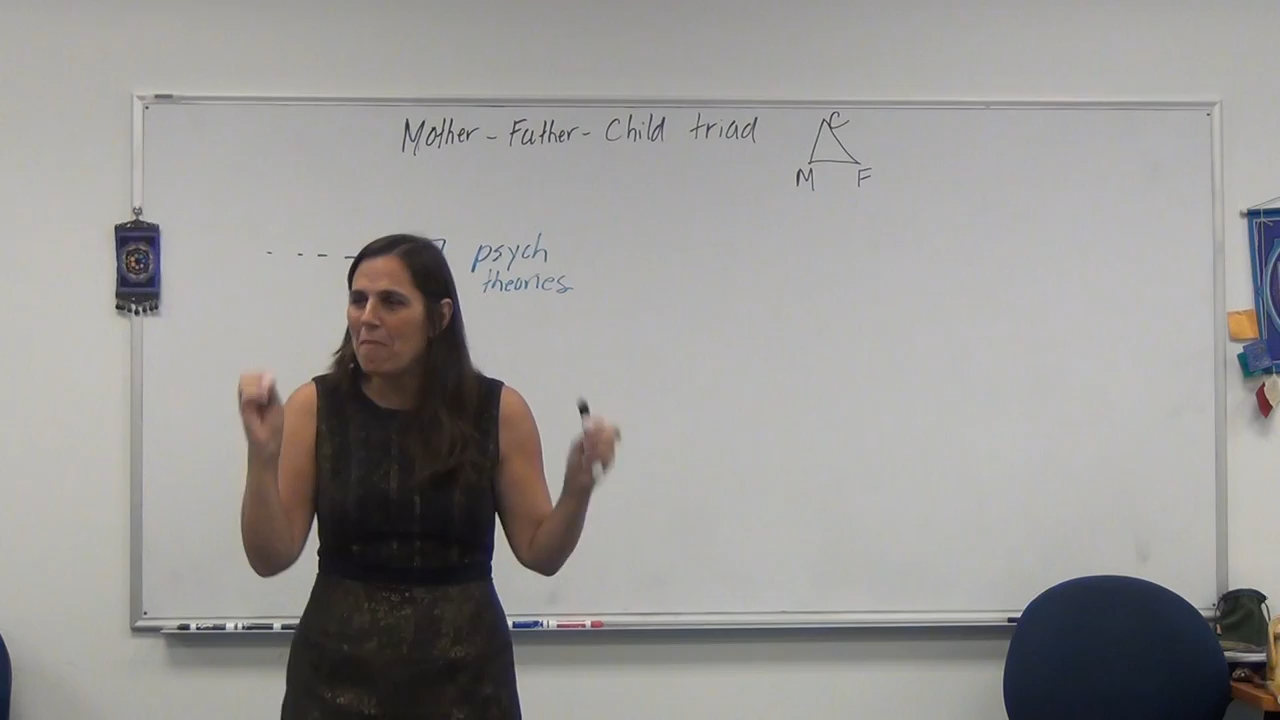 Mother - Father - Child triad
C
M F
psych
theories